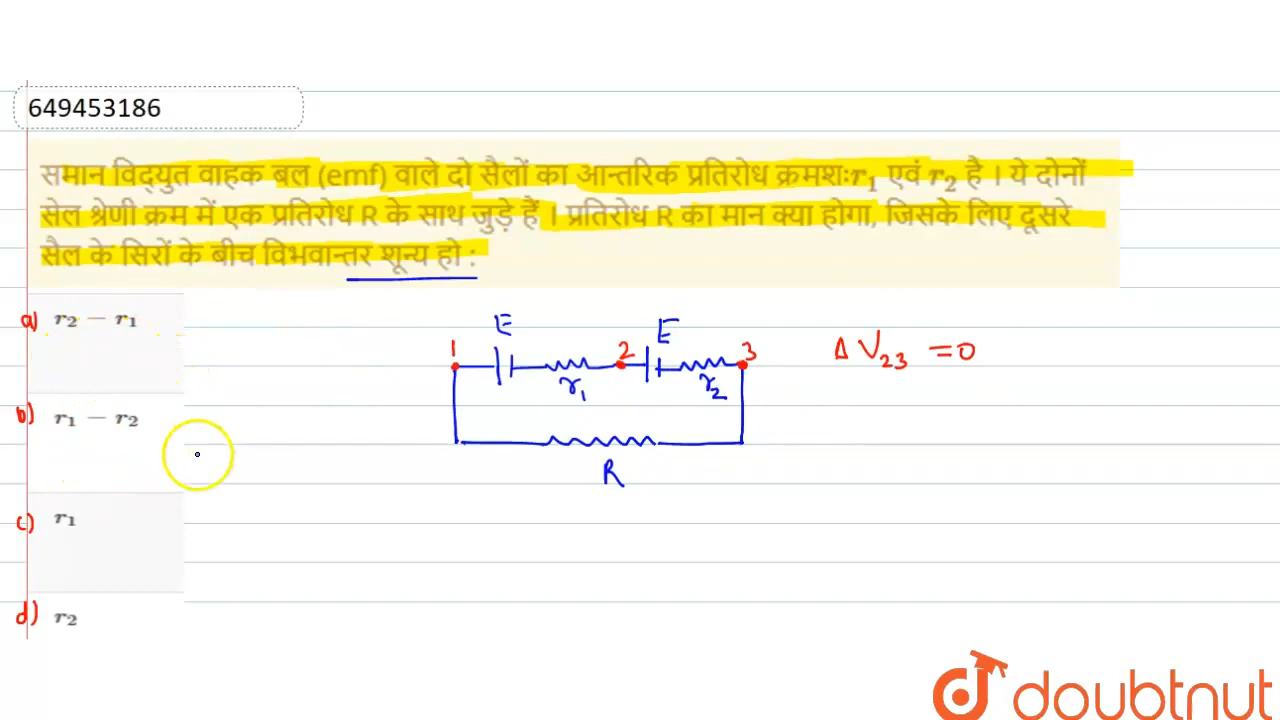 649453186
समान विद्युत वाहक बल (emf) वाले दो सैलों का आन्तरिक प्रतिरोध क्रमशः r₁ एवं r₂ है । ये दोनों
सेल श्रेणी क्रम में एक प्रतिरोध R के साथ जुड़े हैं । प्रतिरोध R का मान क्या होगा, जिसके लिए दूसरे
सैल के सिरों के बीच विभवान्तर शून्य हो :
a) r₂ − r₁
b) r₁ − r₂
c) r₁
d) r₂
E E
1 2 3
r₁ r₂
R
Δ V₂₃ = 0
doubtnut